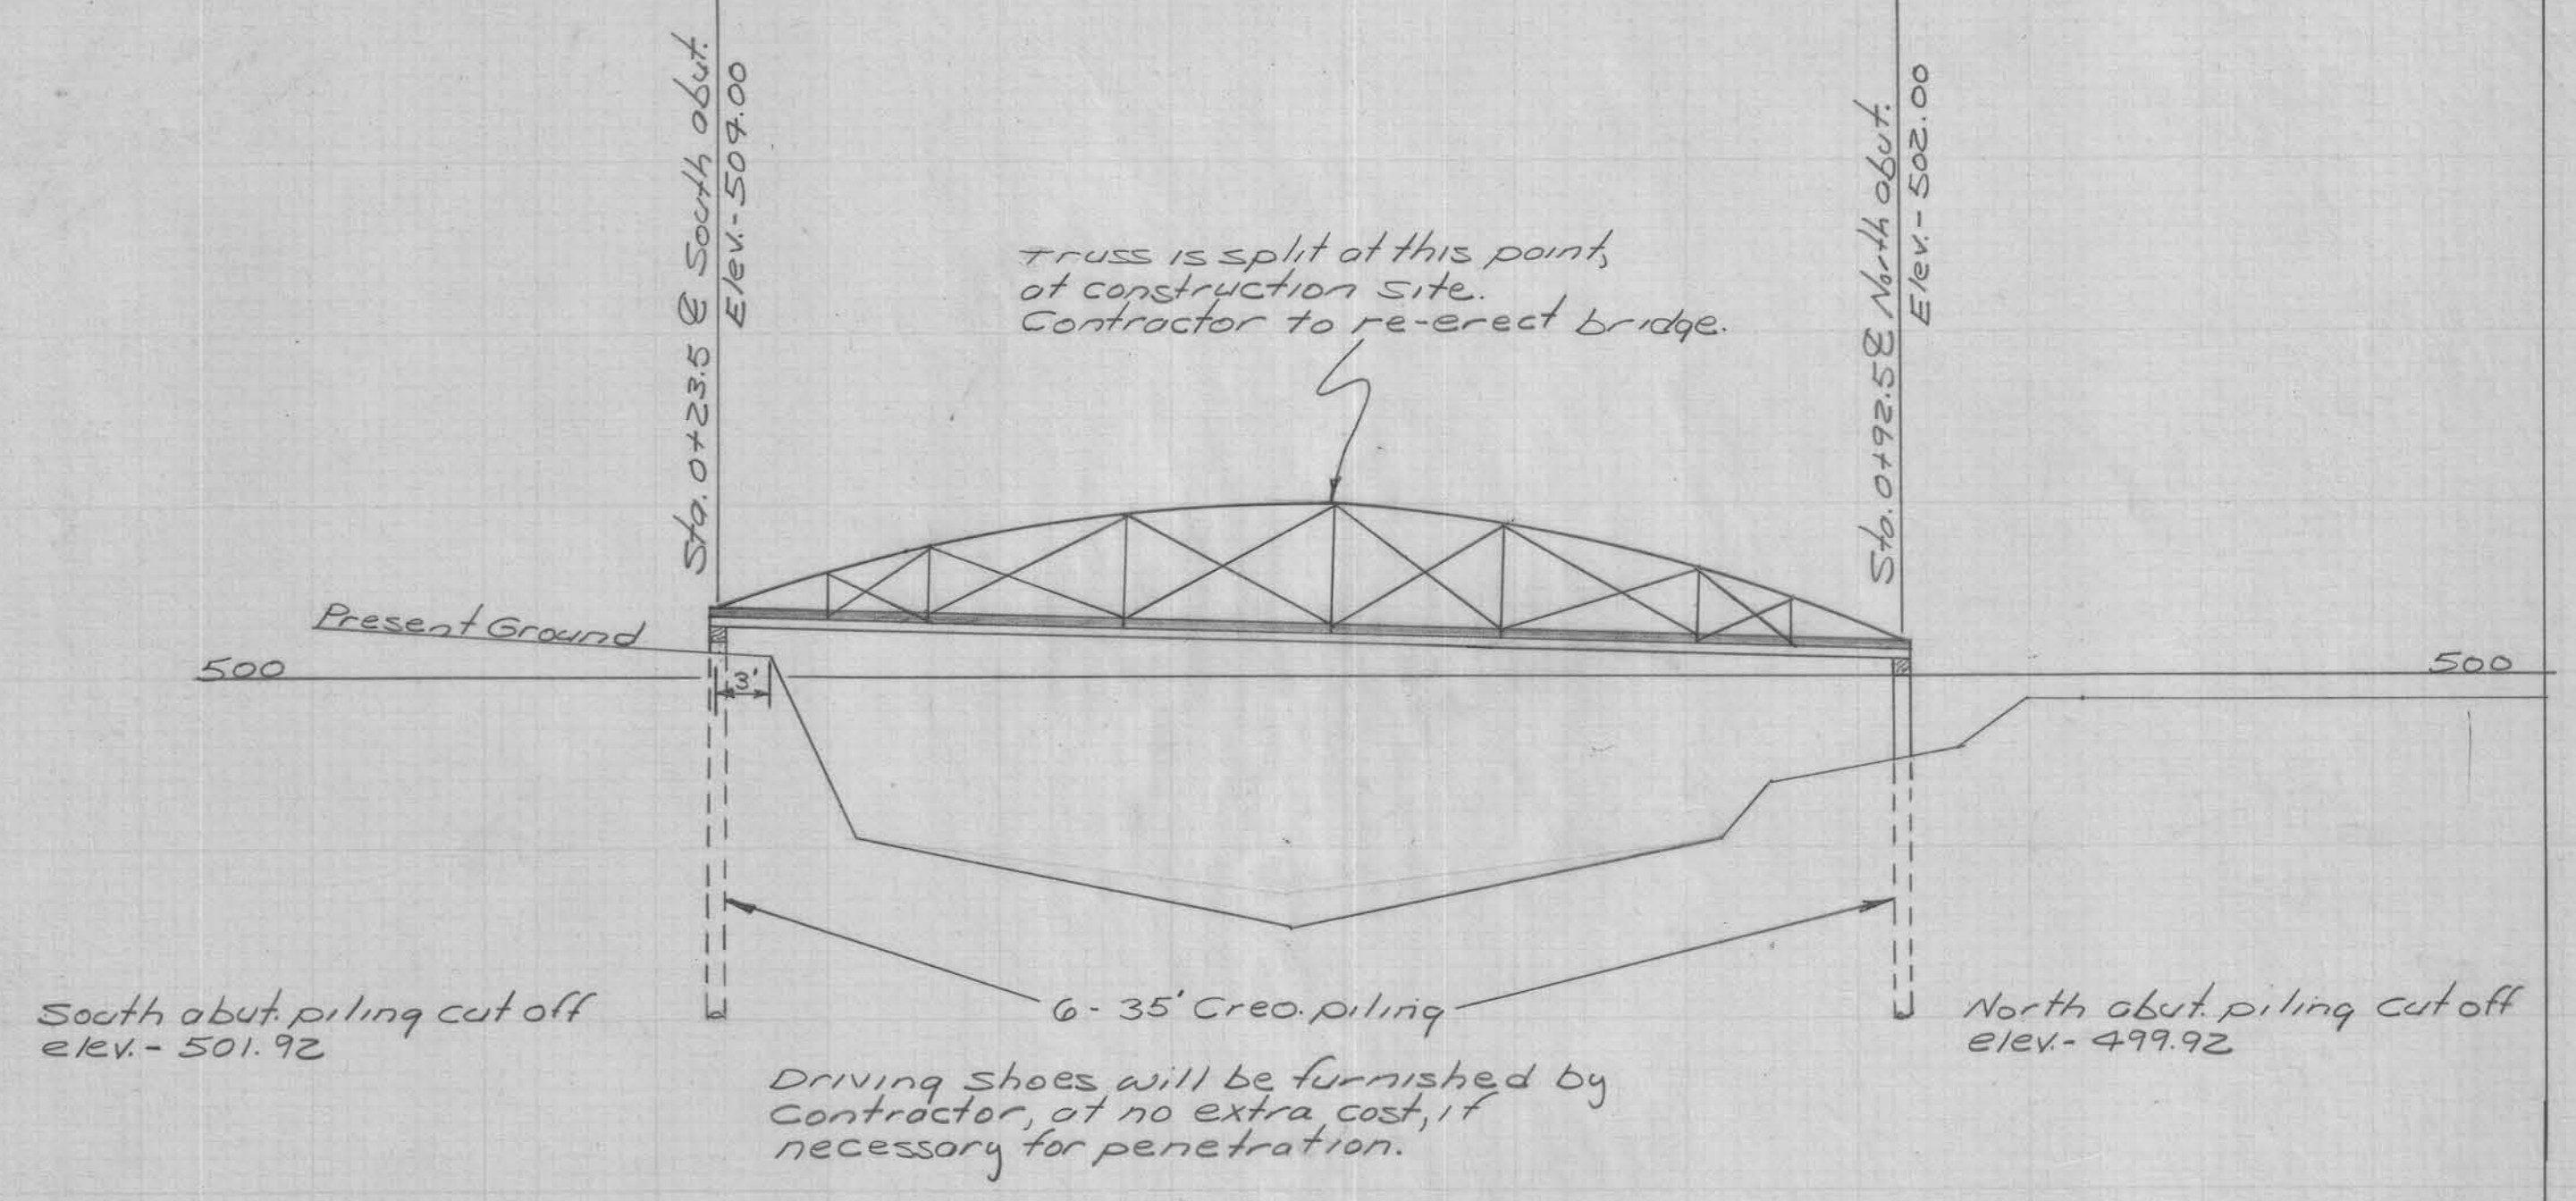 Sta. 0+23.5 ℄ South abut.
Elev.- 504.00
Sta. 0+92.5 ℄ North abut.
Elev.- 502.00
Truss is split at this point,
at construction site.
Contractor to re-erect bridge.
Present Ground
500
500
3'
6- 35' Creo. piling
South abut. piling cut off
elev.- 501.92
North abut. piling cut off
elev.- 499.92
Driving shoes will be furnished by
Contractor, at no extra cost, if
necessary for penetration.